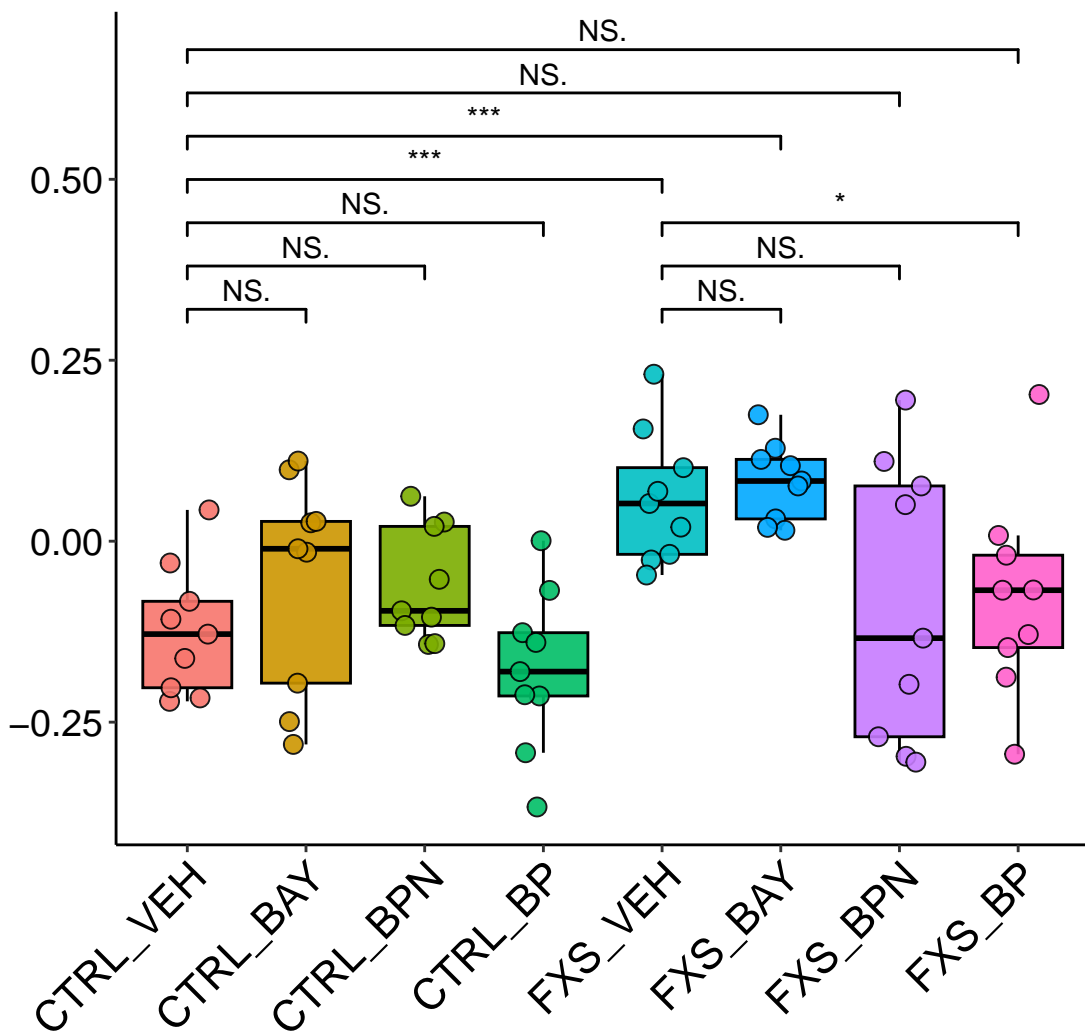 NS.
NS.
***
***
NS.
*
NS.
NS.
NS.
NS.
0.50
0.25
0.00
−0.25
CTRL_VEH
CTRL_BAY
CTRL_BPN
CTRL_BP
FXS_VEH
FXS_BAY
FXS_BPN
FXS_BP